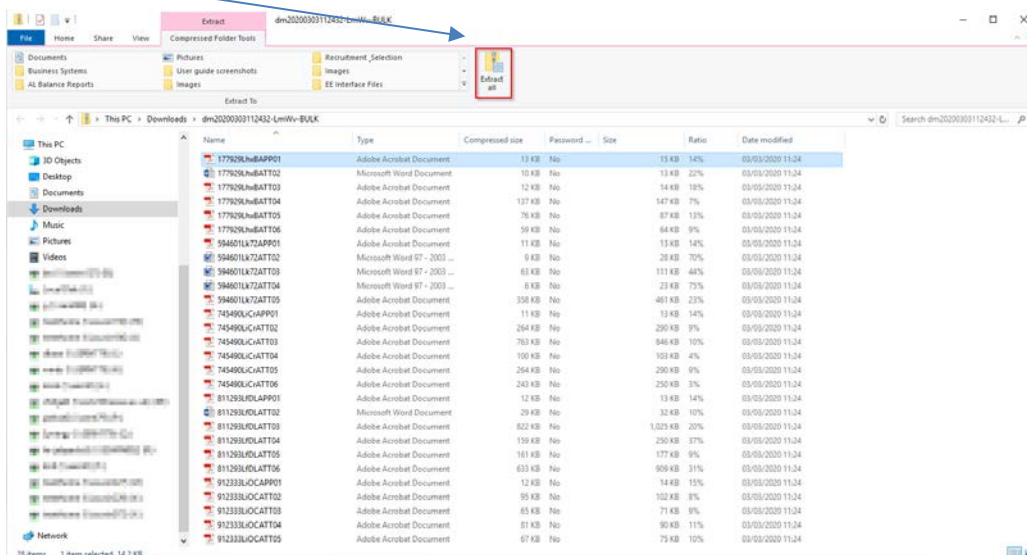 Extract dm20200303112432-LmWv-BULK
File Home Share View Compressed Folder Tools
Documents Pictures Recruitment_Selection
Business Systems User guide screenshots Images
AL Balance Reports Images EE Interface Files
Extract all
Extract To
This PC > Downloads > dm20200303112432-LmWv-BULK Search dm20200303112432-L...
Name Type Compressed size Password ... Size Ratio Date modified
This PC
3D Objects
Desktop
Documents
Downloads
Music
Pictures
Videos
Network
177929LhxBAPP01 Adobe Acrobat Document 13 KB No 15 KB 14% 03/03/2020 11:24
177929LhxBATT02 Microsoft Word Document 10 KB No 13 KB 22% 03/03/2020 11:24
177929LhxBATT03 Adobe Acrobat Document 12 KB No 14 KB 18% 03/03/2020 11:24
177929LhxBATT04 Adobe Acrobat Document 137 KB No 147 KB 7% 03/03/2020 11:24
177929LhxBATT05 Adobe Acrobat Document 76 KB No 87 KB 13% 03/03/2020 11:24
177929LhxBATT06 Adobe Acrobat Document 59 KB No 64 KB 9% 03/03/2020 11:24
594601Lk72APP01 Adobe Acrobat Document 11 KB No 13 KB 14% 03/03/2020 11:24
594601Lk72ATT02 Microsoft Word 97 - 2003 ... 9 KB No 28 KB 70% 03/03/2020 11:24
594601Lk72ATT03 Microsoft Word 97 - 2003 ... 63 KB No 111 KB 44% 03/03/2020 11:24
594601Lk72ATT04 Microsoft Word 97 - 2003 ... 6 KB No 23 KB 75% 03/03/2020 11:24
594601Lk72ATT05 Adobe Acrobat Document 358 KB No 461 KB 23% 03/03/2020 11:24
745490LiCrAPP01 Adobe Acrobat Document 11 KB No 13 KB 14% 03/03/2020 11:24
745490LiCrATT02 Adobe Acrobat Document 264 KB No 290 KB 9% 03/03/2020 11:24
745490LiCrATT03 Adobe Acrobat Document 763 KB No 846 KB 10% 03/03/2020 11:24
745490LiCrATT04 Adobe Acrobat Document 100 KB No 103 KB 4% 03/03/2020 11:24
745490LiCrATT05 Adobe Acrobat Document 264 KB No 290 KB 9% 03/03/2020 11:24
745490LiCrATT06 Adobe Acrobat Document 243 KB No 250 KB 3% 03/03/2020 11:24
811293LfDLAPP01 Adobe Acrobat Document 12 KB No 13 KB 14% 03/03/2020 11:24
811293LfDLATT02 Microsoft Word Document 29 KB No 32 KB 10% 03/03/2020 11:24
811293LfDLATT03 Adobe Acrobat Document 822 KB No 1,025 KB 20% 03/03/2020 11:24
811293LfDLATT04 Adobe Acrobat Document 159 KB No 250 KB 37% 03/03/2020 11:24
811293LfDLATT05 Adobe Acrobat Document 161 KB No 177 KB 9% 03/03/2020 11:24
811293LfDLATT06 Adobe Acrobat Document 633 KB No 909 KB 31% 03/03/2020 11:24
912333LiOCAPP01 Adobe Acrobat Document 12 KB No 14 KB 15% 03/03/2020 11:24
912333LiOCATT02 Adobe Acrobat Document 95 KB No 102 KB 8% 03/03/2020 11:24
912333LiOCATT03 Adobe Acrobat Document 65 KB No 71 KB 9% 03/03/2020 11:24
912333LiOCATT04 Adobe Acrobat Document 81 KB No 90 KB 11% 03/03/2020 11:24
912333LiOCATT05 Adobe Acrobat Document 67 KB No 75 KB 10% 03/03/2020 11:24
1 item selected 14.2 KB